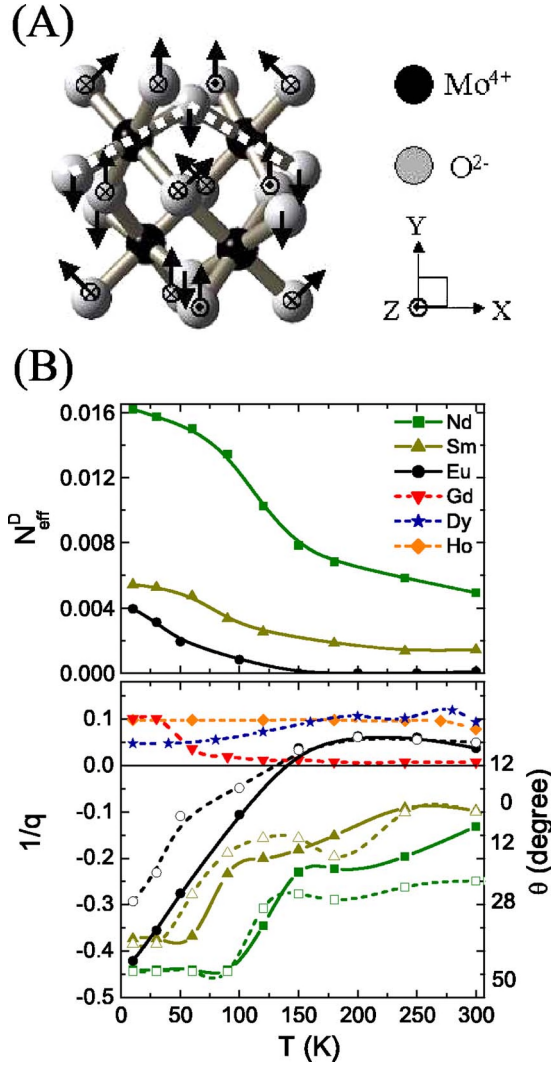 (A)
Mo4+
O2-
Y
Z
X
(B)
0.016
0.012
0.008
0.004
0.000
N^D_eff
Nd
Sm
Eu
Gd
Dy
Ho
0.1
0.0
-0.1
-0.2
-0.3
-0.4
-0.5
1/q
12
0
12
28
50
θ (degree)
0 50 100 150 200 250 300
T (K)